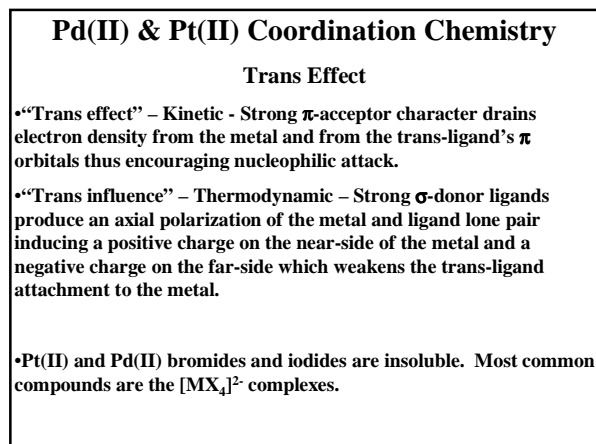 Pd(II) & Pt(II) Coordination Chemistry
Trans Effect
•“Trans effect” – Kinetic - Strong π-acceptor character drains
electron density from the metal and from the trans-ligand’s π
orbitals thus encouraging nucleophilic attack.
•“Trans influence” – Thermodynamic – Strong σ-donor ligands
produce an axial polarization of the metal and ligand lone pair
inducing a positive charge on the near-side of the metal and a
negative charge on the far-side which weakens the trans-ligand
attachment to the metal.
•Pt(II) and Pd(II) bromides and iodides are insoluble.  Most common
compounds are the [MX₄]²⁻ complexes.